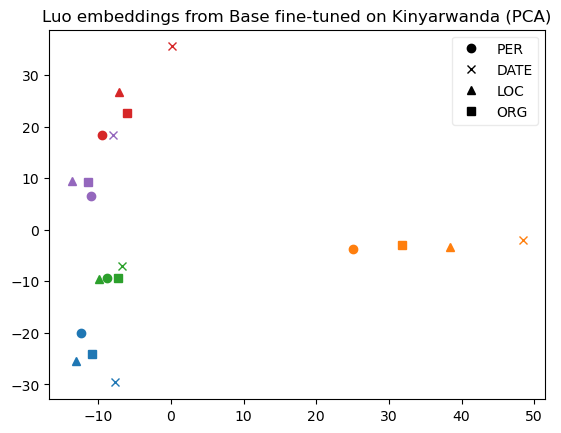 Luo embeddings from Base fine-tuned on Kinyarwanda (PCA)
PER
DATE
LOC
ORG
30
20
10
0
−10
−20
−30
−10 0 10 20 30 40 50